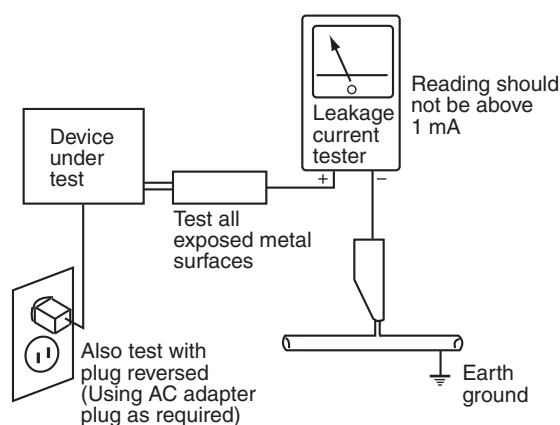 Device
under
test
Leakage
current
tester
+ −
Reading should
not be above
1 mA
Test all
exposed metal
surfaces
Also test with
plug reversed
(Using AC adapter
plug as required)
Earth
ground